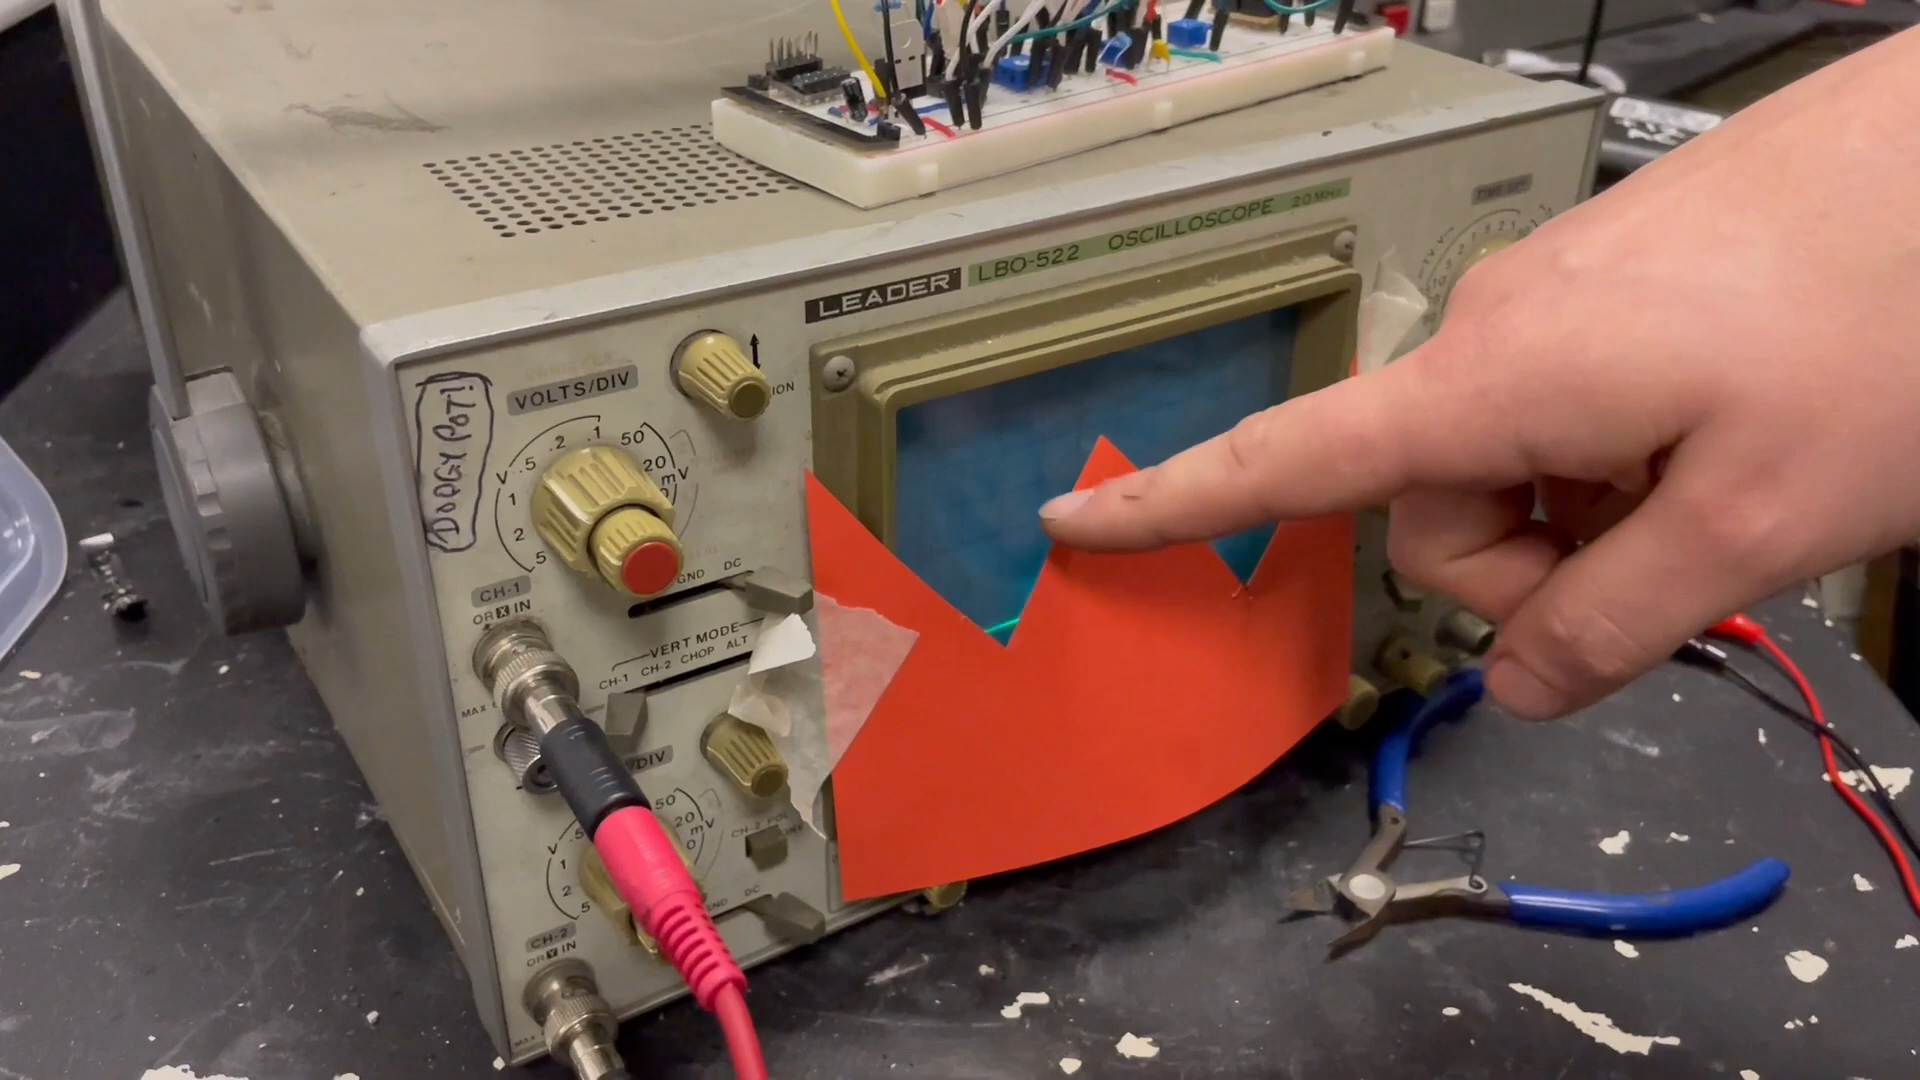 LEADER LBO-522 OSCILLOSCOPE 20MHz
DODGY POT!
VOLTS/DIV
.2 .1 50
V .5 20 mV
1
2
5
GND DC
CH-1
OR X IN
VERT MODE
CH-1 CH-2 CHOP ALT
/DIV
50
.5 20 mV
V
1
2
5
GND DC
CH-2
OR Y IN